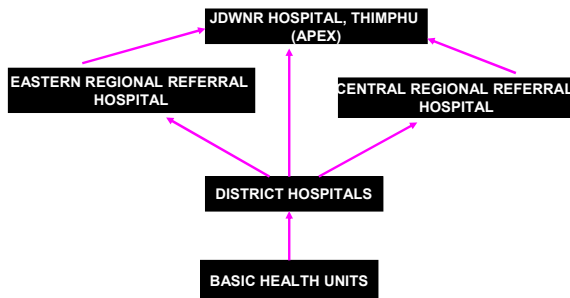 JDWNR HOSPITAL, THIMPHU
(APEX)
EASTERN REGIONAL REFERRAL
HOSPITAL
CENTRAL REGIONAL REFERRAL
HOSPITAL
DISTRICT HOSPITALS
BASIC HEALTH UNITS